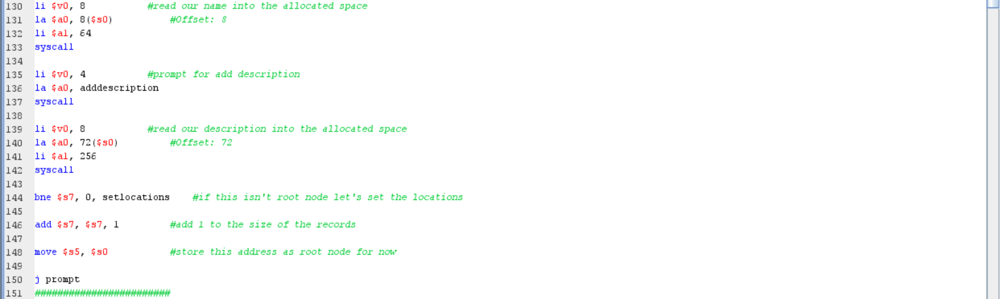 130 li $v0, 8 #read our name into the allocated space
131 la $a0, 8($s0) #Offset: 8
132 li $a1, 64
133 syscall
134
135 li $v0, 4 #prompt for add description
136 la $a0, adddescription
137 syscall
138
139 li $v0, 8 #read our description into the allocated space
140 la $a0, 72($s0) #Offset: 72
141 li $a1, 256
142 syscall
143
144 bne $s7, 0, setlocations #if this isn't root node let's set the locations
145
146 add $s7, $s7, 1 #add 1 to the size of the records
147
148 move $s5, $s0 #store this address as root node for now
149
150 j prompt
151 ########################